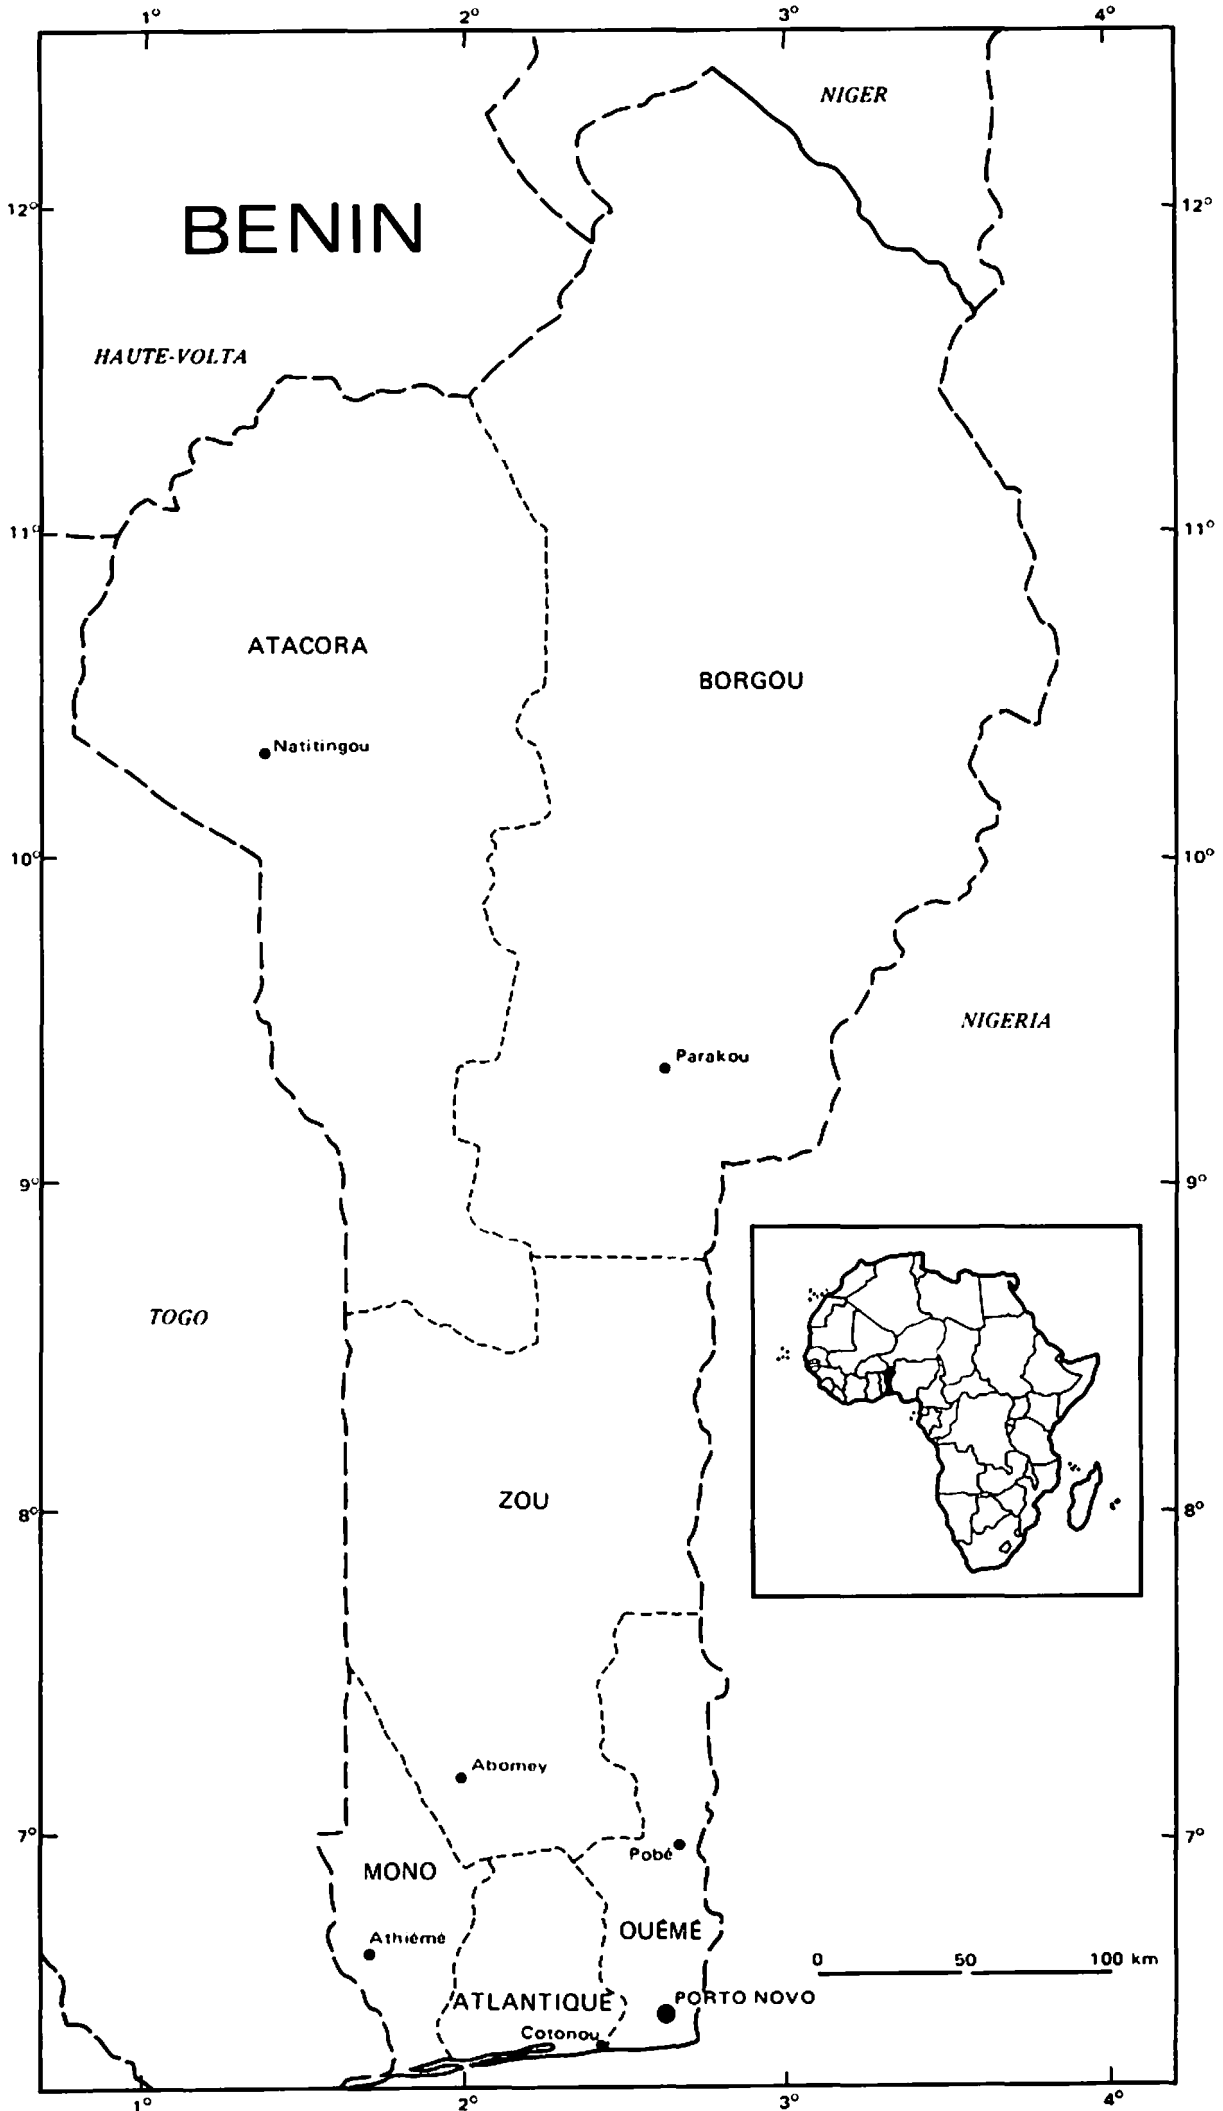 1° 2° 3° 4°
NIGER
12° 12°
BENIN
HAUTE-VOLTA
11° 11°
ATACORA
BORGOU
Natitingou
10° 10°
NIGERIA
Parakou
9° 9°
TOGO
ZOU
8° 8°
Abomey
7° 7°
Pobé
MONO
OUÉMÉ
Athiémé
0 50 100 km
PORTO NOVO
ATLANTIQUE
Cotonou
1° 2° 3° 4°